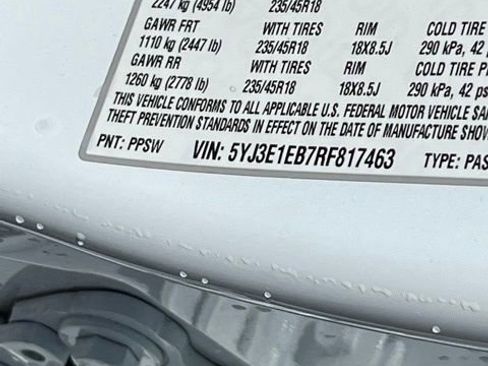 2247 kg (4954 lb) 235/45R18
GAWR FRT WITH TIRES RIM COLD TIRE
1110 kg (2447 lb) 235/45R18 18X8.5J 290 kPa, 42 p
GAWR RR WITH TIRES RIM COLD TIRE P
1260 kg (2778 lb) 235/45R18 18X8.5J 290 kPa, 42 ps
THIS VEHICLE CONFORMS TO ALL APPLICABLE U.S. FEDERAL MOTOR VEHICLE SA
THEFT PREVENTION STANDARDS IN EFFECT ON THE DATE OF MANUFACTURE SHOW
PNT: PPSW VIN: 5YJ3E1EB7RF817463 TYPE: PAS